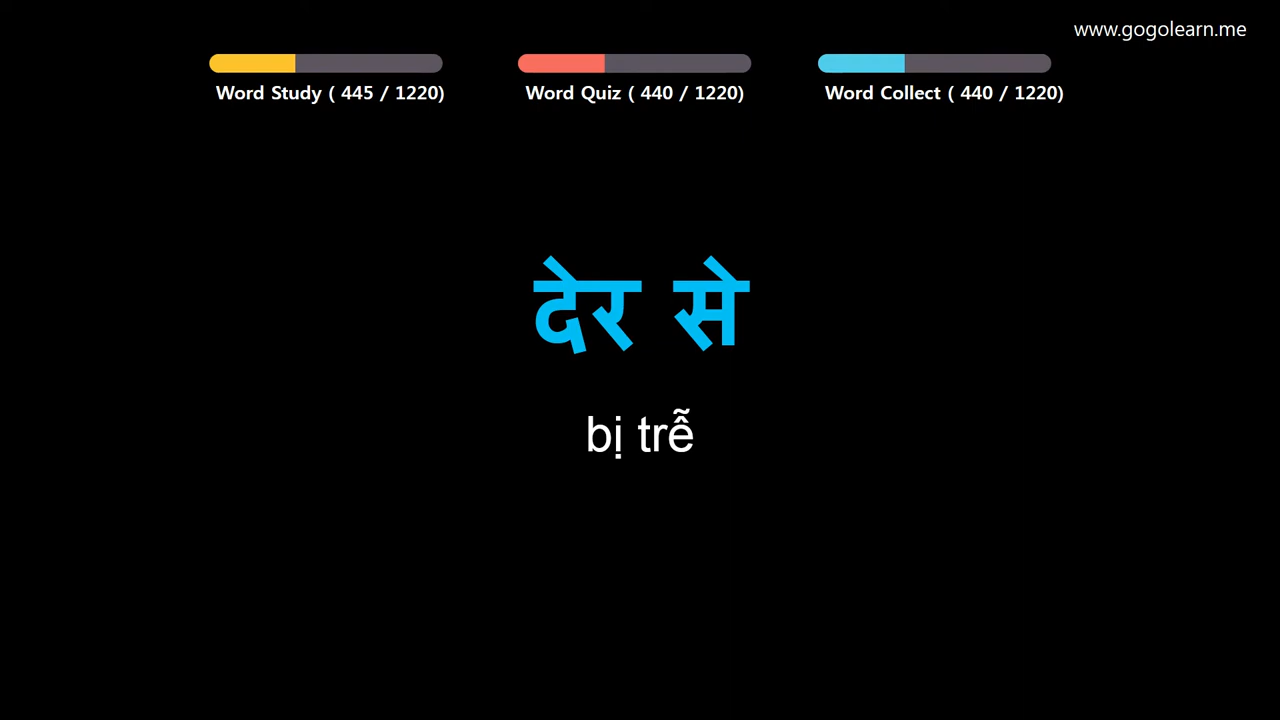 www.gogolearn.me
Word Study ( 445 / 1220)
Word Quiz ( 440 / 1220)
Word Collect ( 440 / 1220)
देर से
bị trễ